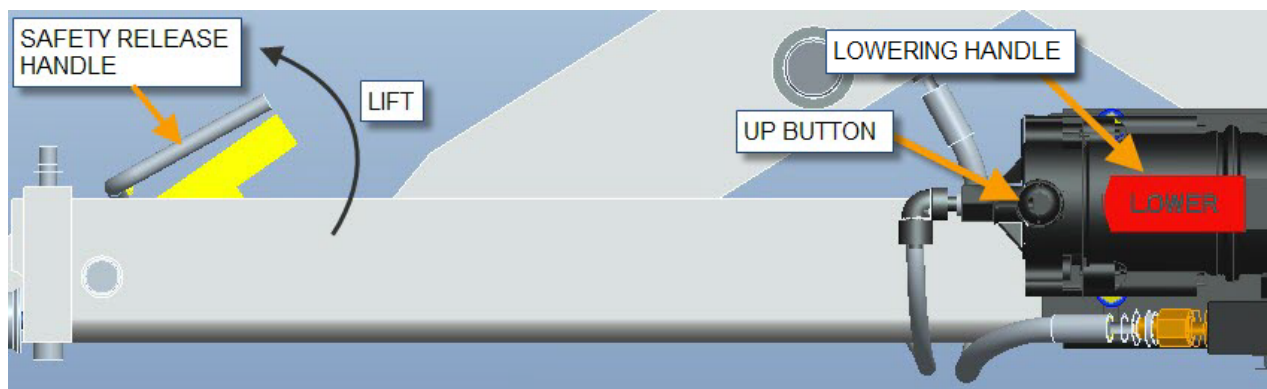 SAFETY RELEASE
HANDLE
LIFT
LOWERING HANDLE
UP BUTTON
LOWER